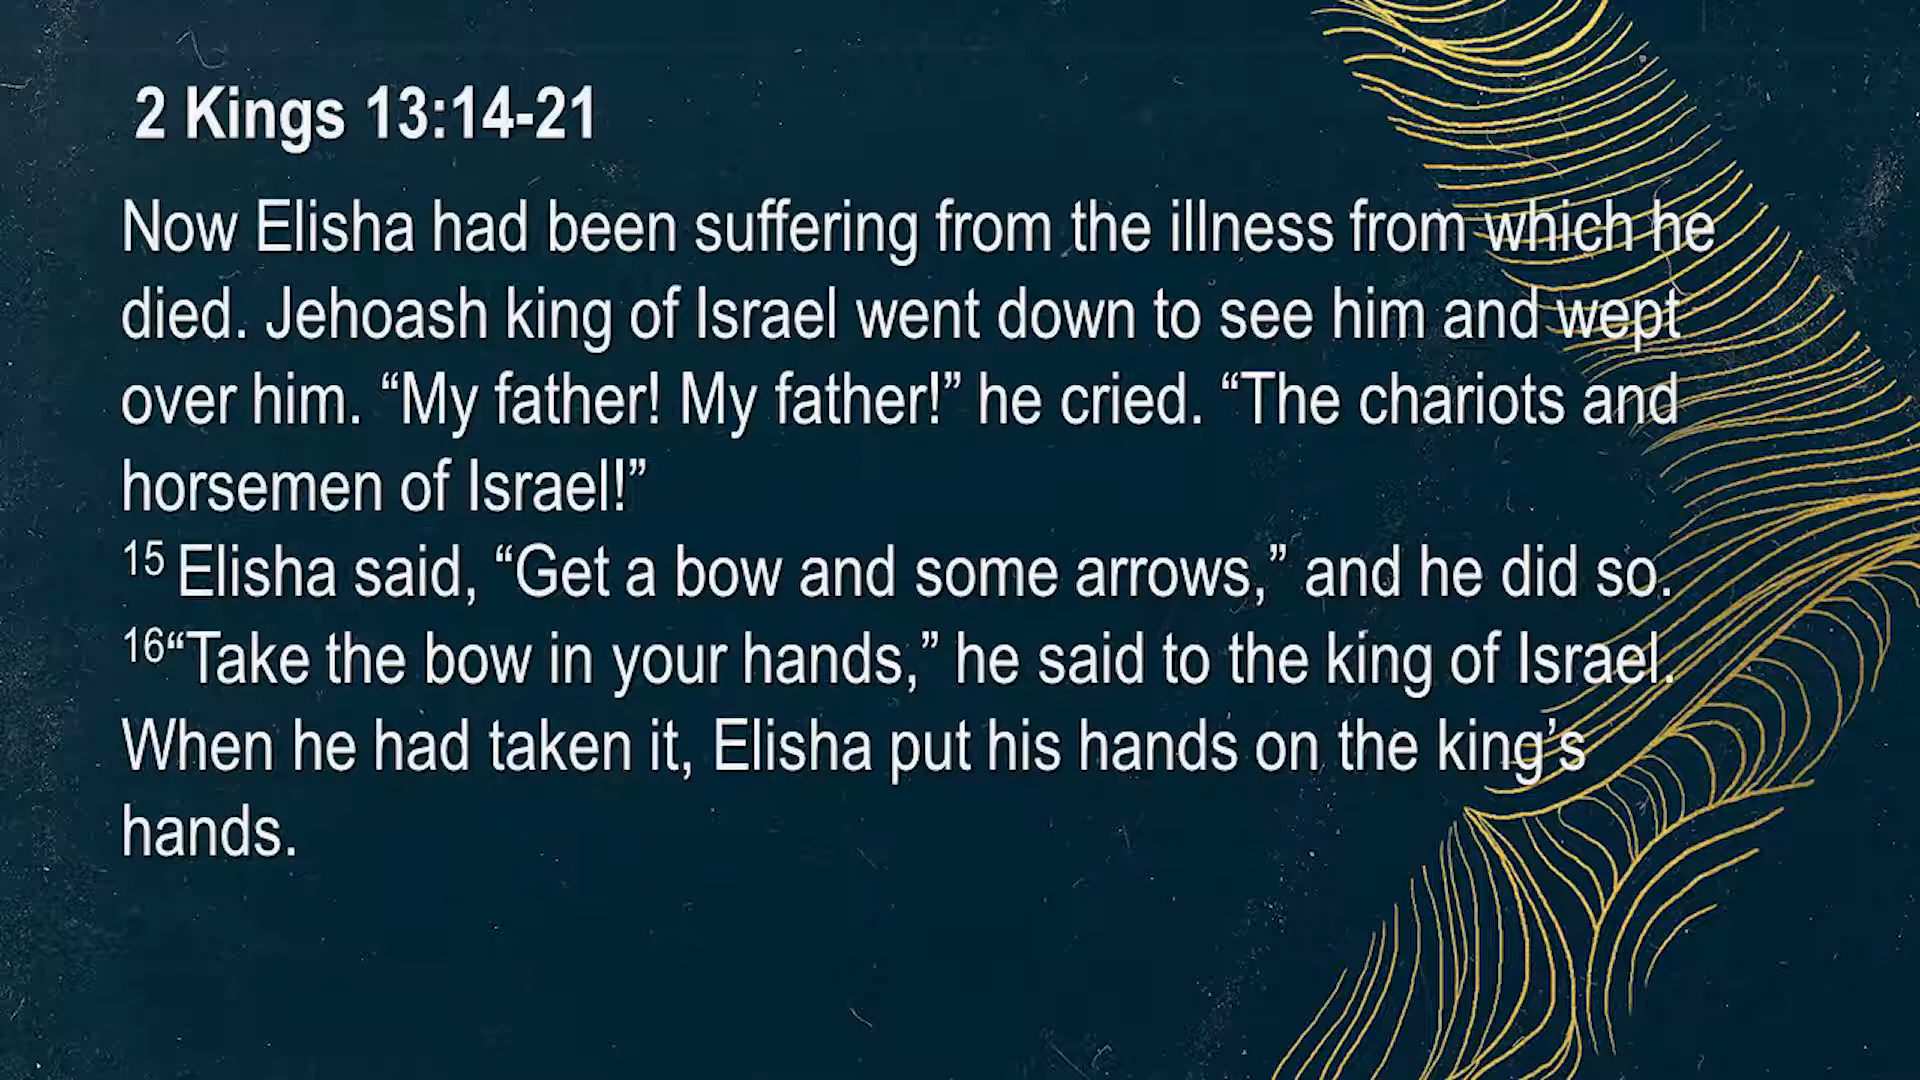 2 Kings 13:14-21
Now Elisha had been suffering from the illness from which he
died. Jehoash king of Israel went down to see him and wept
over him. “My father! My father!” he cried. “The chariots and
horsemen of Israel!”
15 Elisha said, “Get a bow and some arrows,” and he did so.
16“Take the bow in your hands,” he said to the king of Israel.
When he had taken it, Elisha put his hands on the king’s
hands.